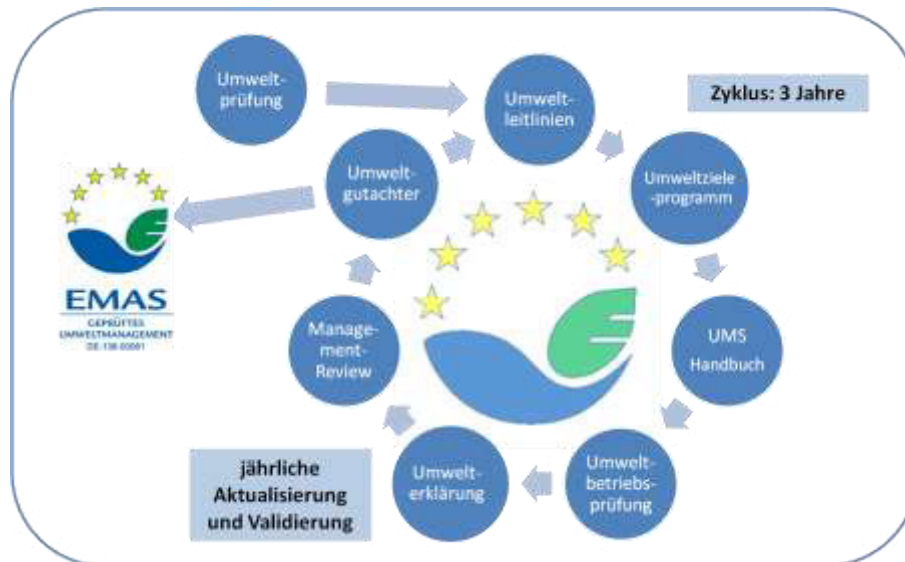 Umwelt-
prüfung
Umwelt-
leitlinien
Zyklus: 3 Jahre
Umweltziele
-programm
UMS
Handbuch
Umwelt-
betriebs-
prüfung
Umwelt-
erklärung
Manage-
ment-
Review
Umwelt-
gutachter
EMAS
GEPRÜFTES
UMWELTMANAGEMENT
jährliche
Aktualisierung
und Validierung